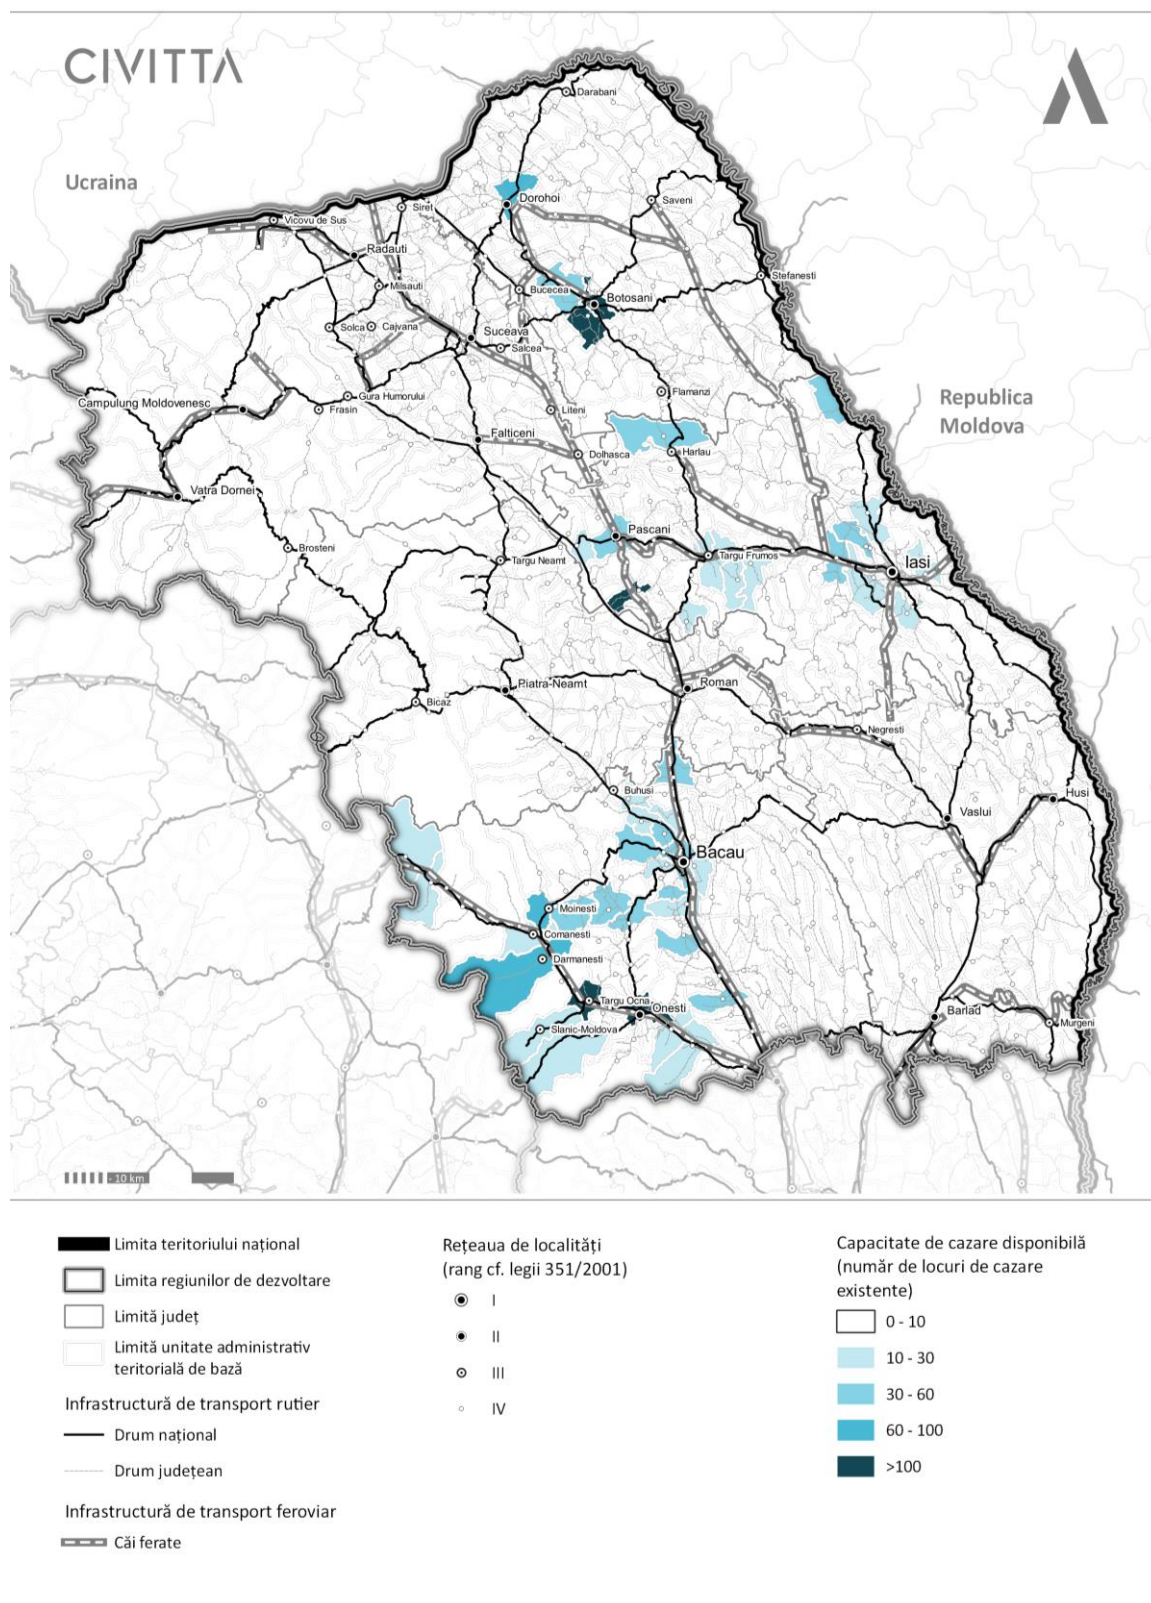 CIVITTA
Darabani
Ucraina
Dorohoi
Saveni
Siret
Vicovu de Sus
Radauti
Stefanesti
Milsauti
Bucecea
Botosani
Solca
Cajvana
Suceava
Salcea
Flamanzi
Republica
Moldova
Campulung Moldovenesc
Gura Humorului
Frasin
Liteni
Falticeni
Dolhasca
Harlau
Vatra Dornei
Pascani
Brosteni
Targu Neamt
Targu Frumos
Iasi
Piatra-Neamt
Roman
Bicaz
Negresti
Buhusi
Husi
Vaslui
Bacau
Moinesti
Comanesti
Darmanesti
Targu Ocna
Onesti
Slanic-Moldova
Barlad
Murgeni
10 km
Limita teritoriului național
Limita regiunilor de dezvoltare
Limită județ
Limită unitate administrativ
teritorială de bază
Infrastructură de transport rutier
Drum național
Drum județean
Infrastructură de transport feroviar
Căi ferate
Rețeaua de localități
(rang cf. legii 351/2001)
I
II
III
IV
Capacitate de cazare disponibilă
(număr de locuri de cazare
existente)
0 - 10
10 - 30
30 - 60
60 - 100
>100